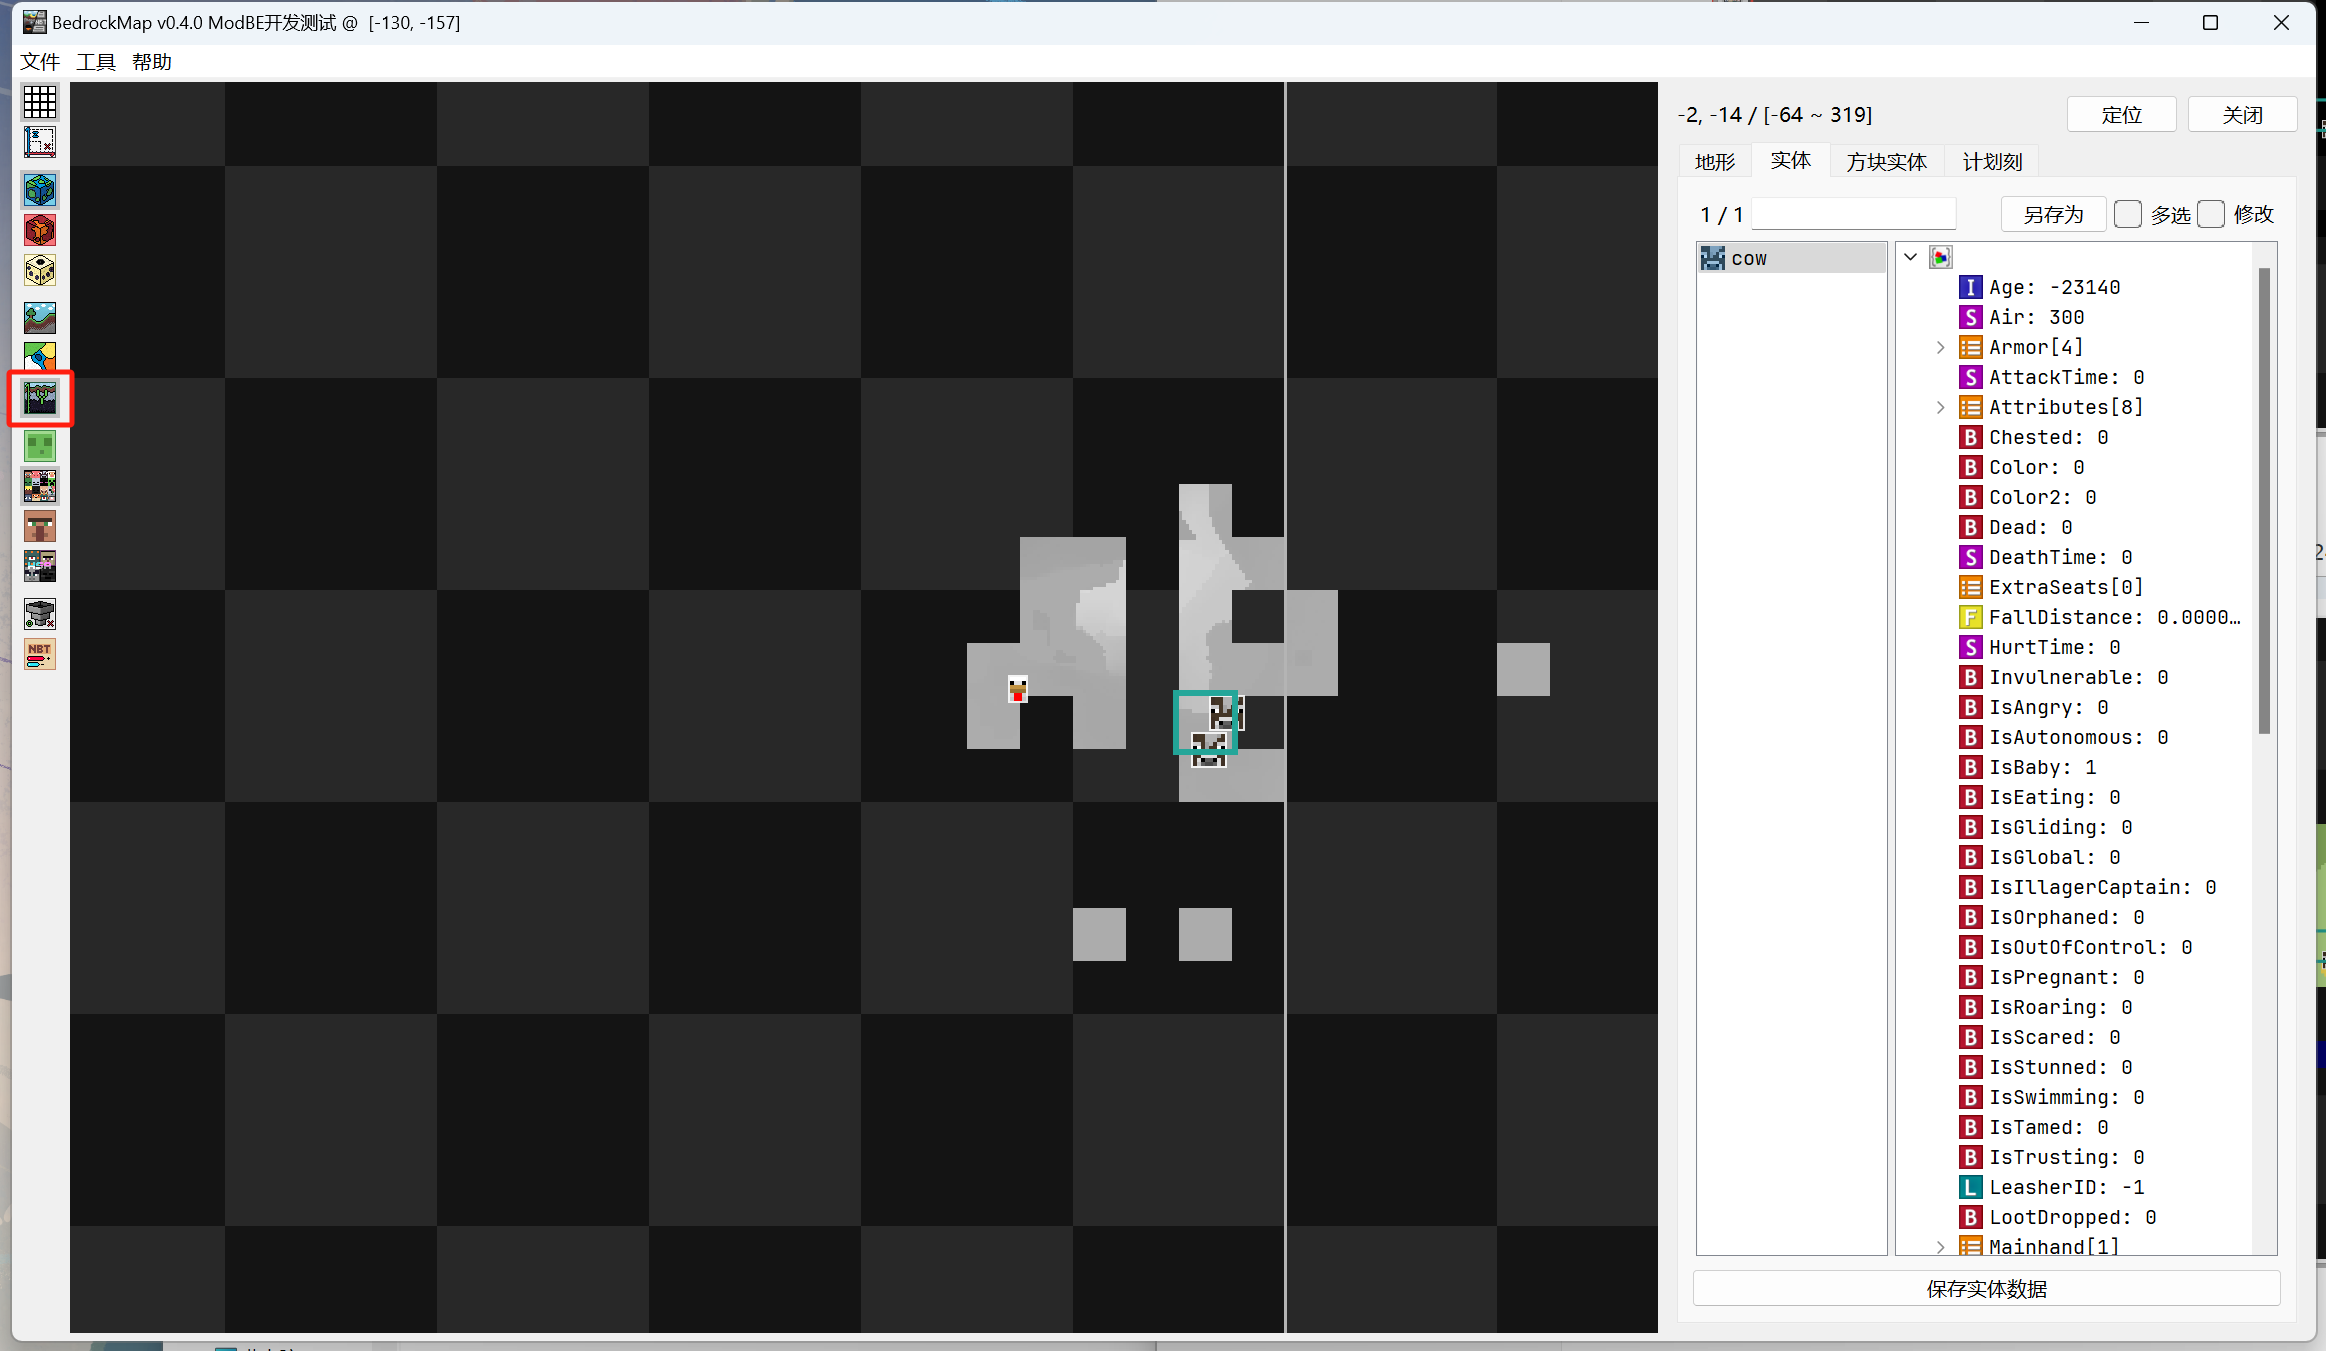 BedrockMap v0.4.0 ModBE开发测试 @  [-130, -157]
文件 工具 帮助
-2, -14 / [-64 ~ 319]
定位
关闭
地形
实体
方块实体
计划刻
1 / 1
另存为
多选
修改
cow
I Age: -23140
S Air: 300
Armor[4]
S AttackTime: 0
Attributes[8]
B Chested: 0
B Color: 0
B Color2: 0
B Dead: 0
S DeathTime: 0
ExtraSeats[0]
F FallDistance: 0.0000…
S HurtTime: 0
B Invulnerable: 0
B IsAngry: 0
B IsAutonomous: 0
B IsBaby: 1
B IsEating: 0
B IsGliding: 0
B IsGlobal: 0
B IsIllagerCaptain: 0
B IsOrphaned: 0
B IsOutOfControl: 0
B IsPregnant: 0
B IsRoaring: 0
B IsScared: 0
B IsStunned: 0
B IsSwimming: 0
B IsTamed: 0
B IsTrusting: 0
L LeasherID: -1
B LootDropped: 0
Mainhand[1]
保存实体数据
NBT